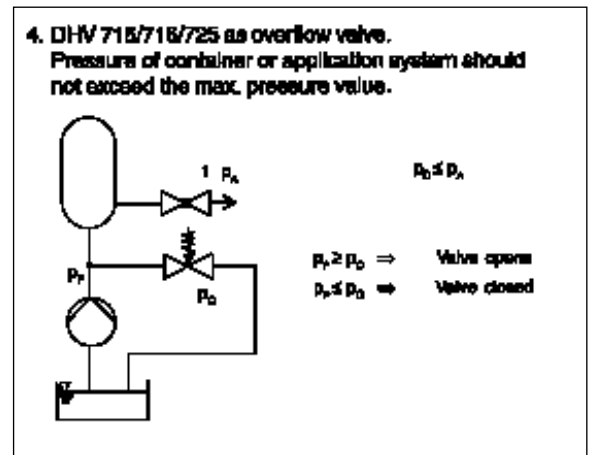 4. DHV 715/716/725 as overflow valve.
Pressure of container or application system should
not exceed the max. pressure value.
1 pA
pD ≤ pA
pP
pP ≥ pD ⇒ Valve opens
pD
pP ≤ pD ⇒ Valve closed